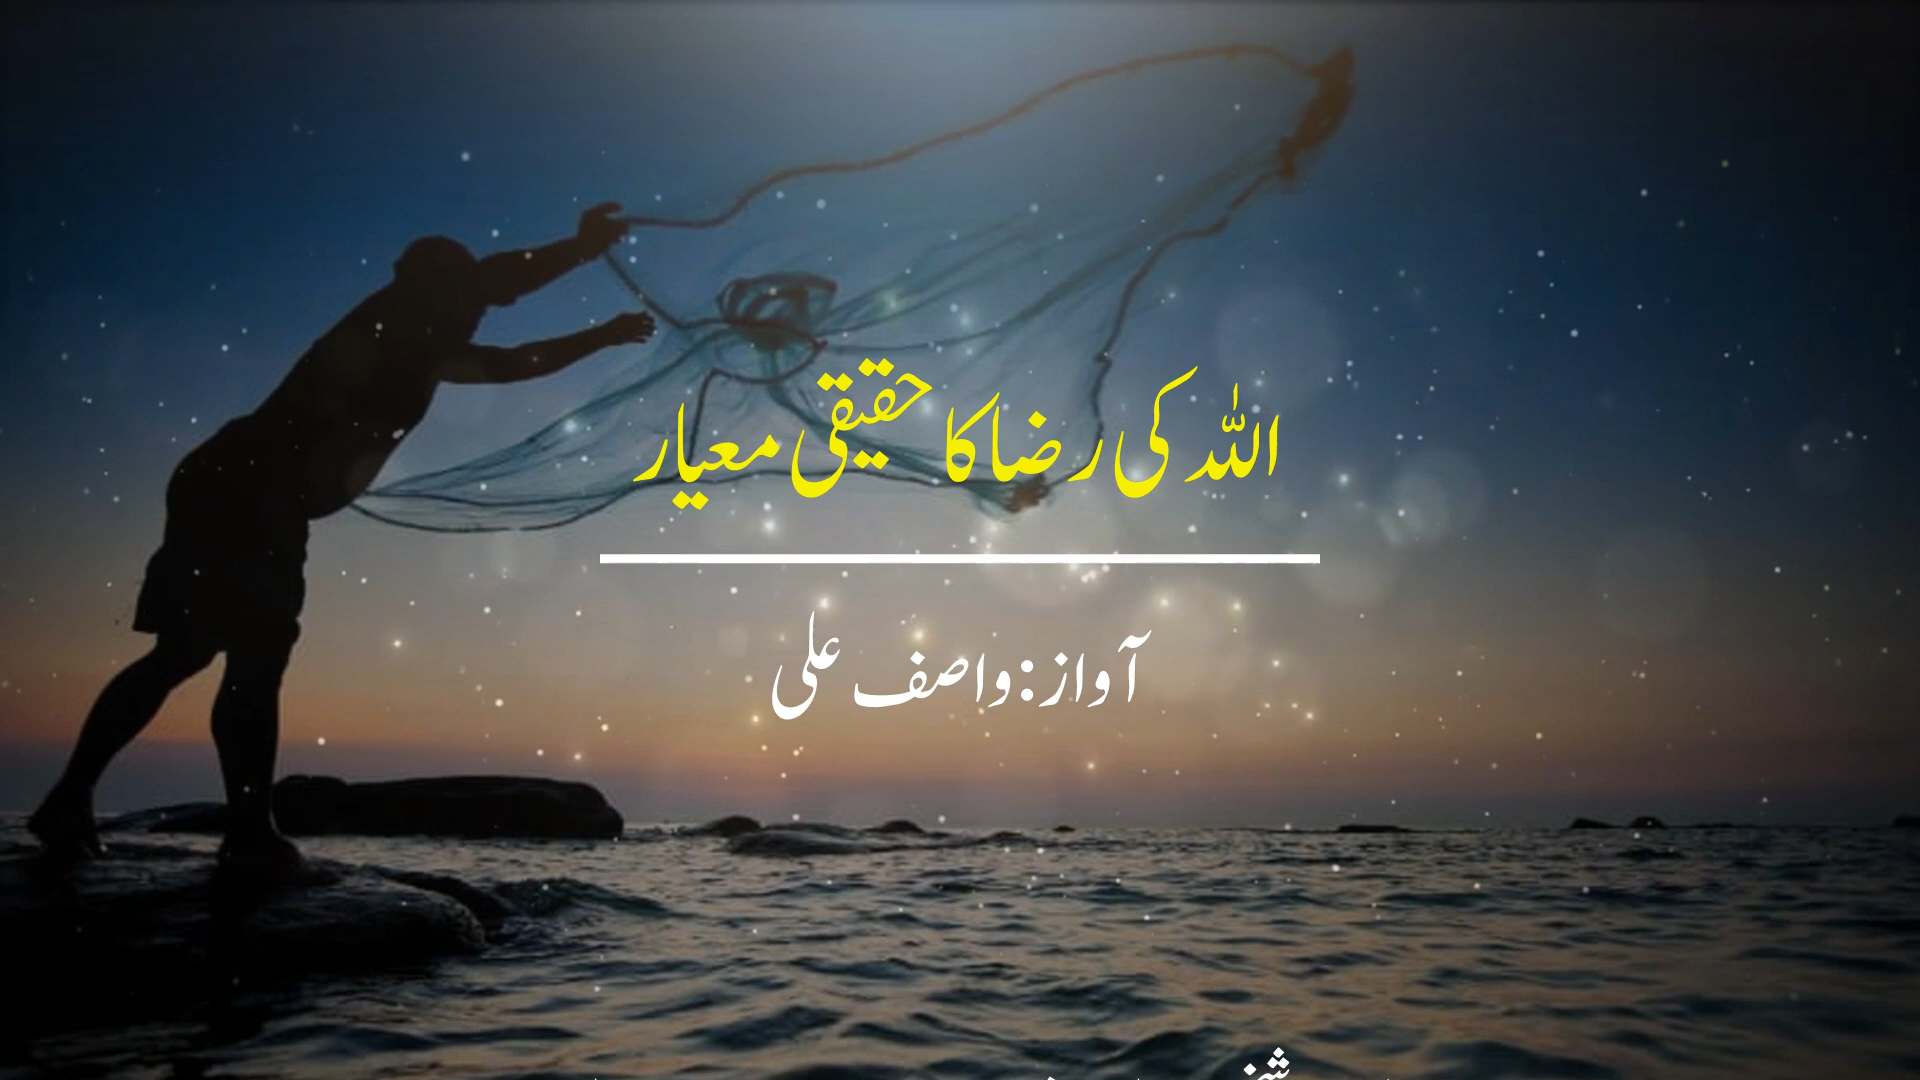 اللہ کی رضا کا حقیقی معیار
آواز: واصف علی